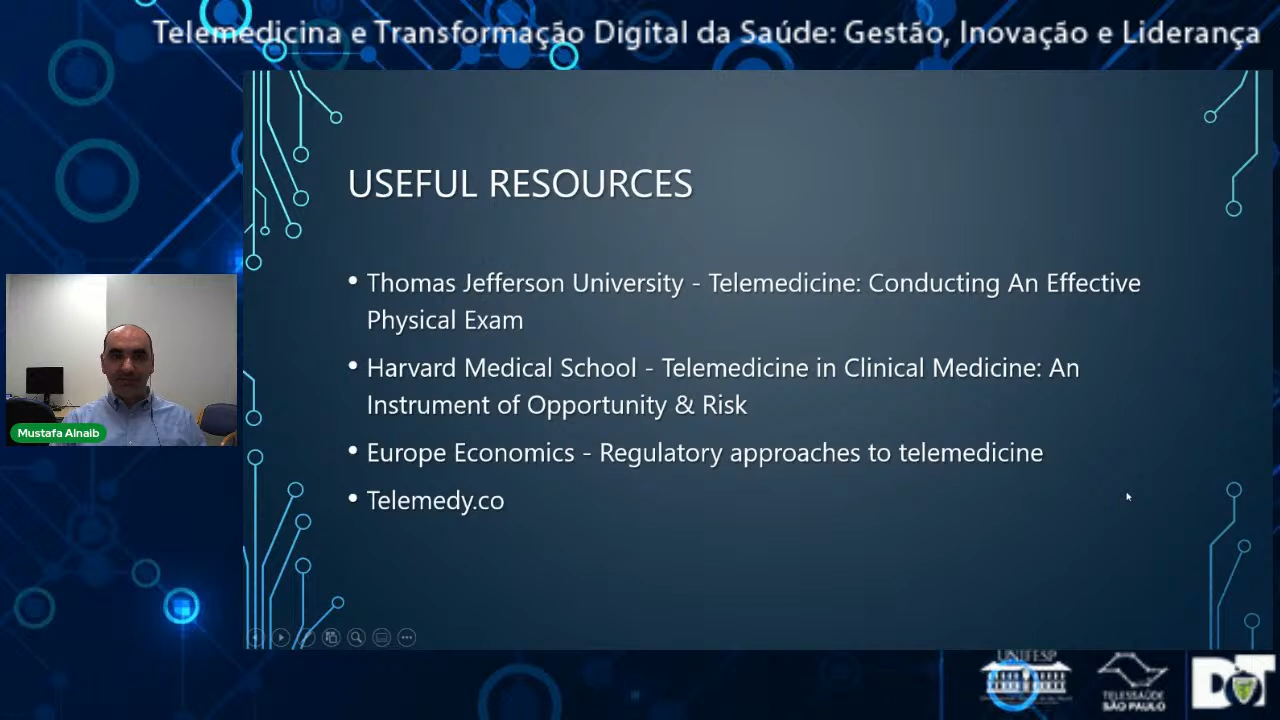 Telemedicina e Transformação Digital da Saúde: Gestão, Inovação e Liderança
USEFUL RESOURCES
• Thomas Jefferson University - Telemedicine: Conducting An Effective
Physical Exam
• Harvard Medical School - Telemedicine in Clinical Medicine: An
Instrument of Opportunity & Risk
• Europe Economics - Regulatory approaches to telemedicine
• Telemedy.co
Mustafa Alnaib
UNIFESP
TELESSAÚDE
SÃO PAULO